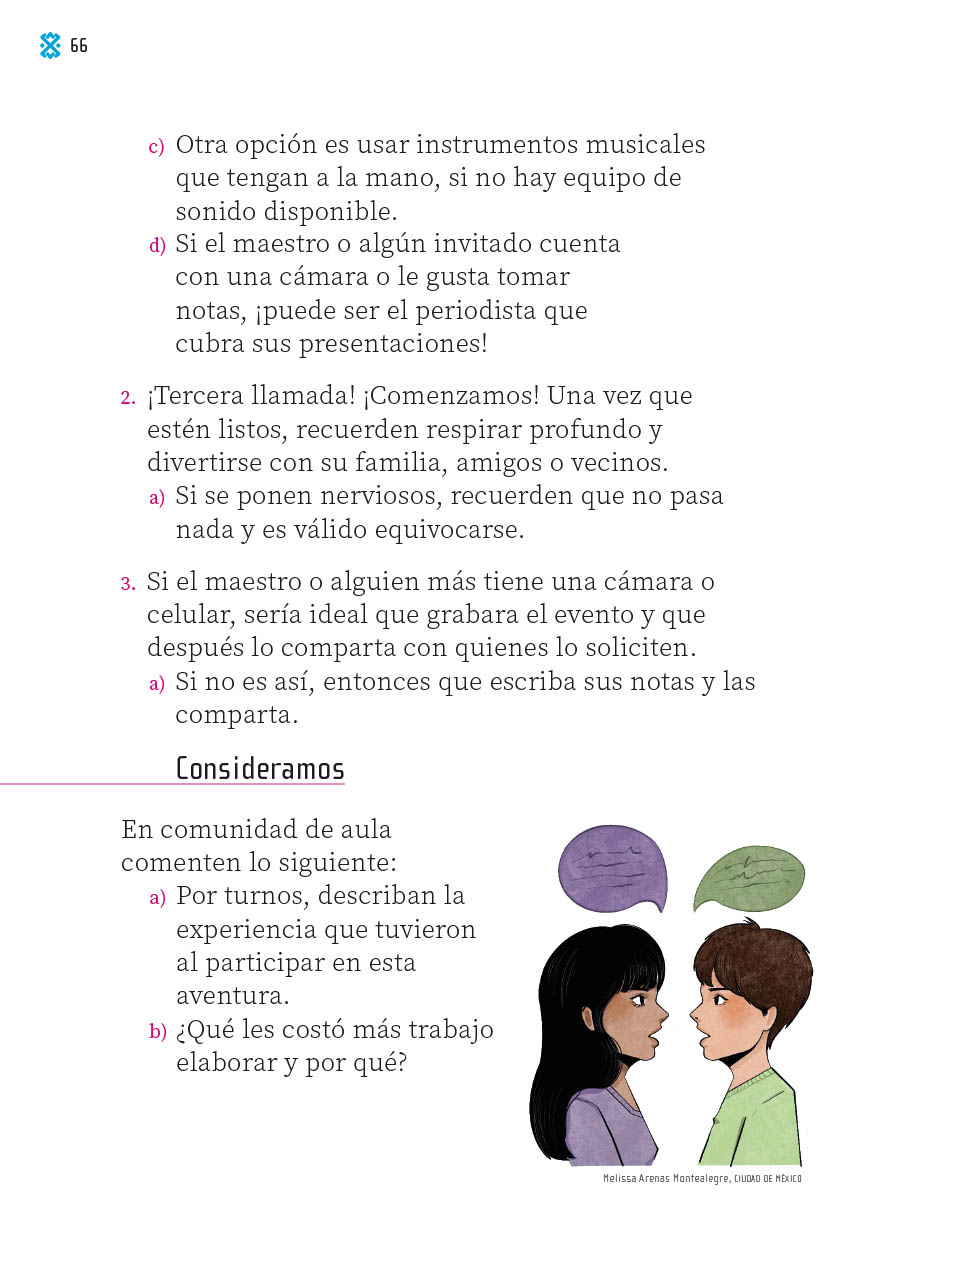 66
c) Otra opción es usar instrumentos musicales
que tengan a la mano, si no hay equipo de
sonido disponible.
d) Si el maestro o algún invitado cuenta
con una cámara o le gusta tomar
notas, ¡puede ser el periodista que
cubra sus presentaciones!
2. ¡Tercera llamada! ¡Comenzamos! Una vez que
estén listos, recuerden respirar profundo y
divertirse con su familia, amigos o vecinos.
a) Si se ponen nerviosos, recuerden que no pasa
nada y es válido equivocarse.
3. Si el maestro o alguien más tiene una cámara o
celular, sería ideal que grabara el evento y que
después lo comparta con quienes lo soliciten.
a) Si no es así, entonces que escriba sus notas y las
comparta.
Consideramos
En comunidad de aula
comenten lo siguiente:
a) Por turnos, describan la
experiencia que tuvieron
al participar en esta
aventura.
b) ¿Qué les costó más trabajo
elaborar y por qué?
Melissa Arenas Montealegre, CIUDAD DE MÉXICO